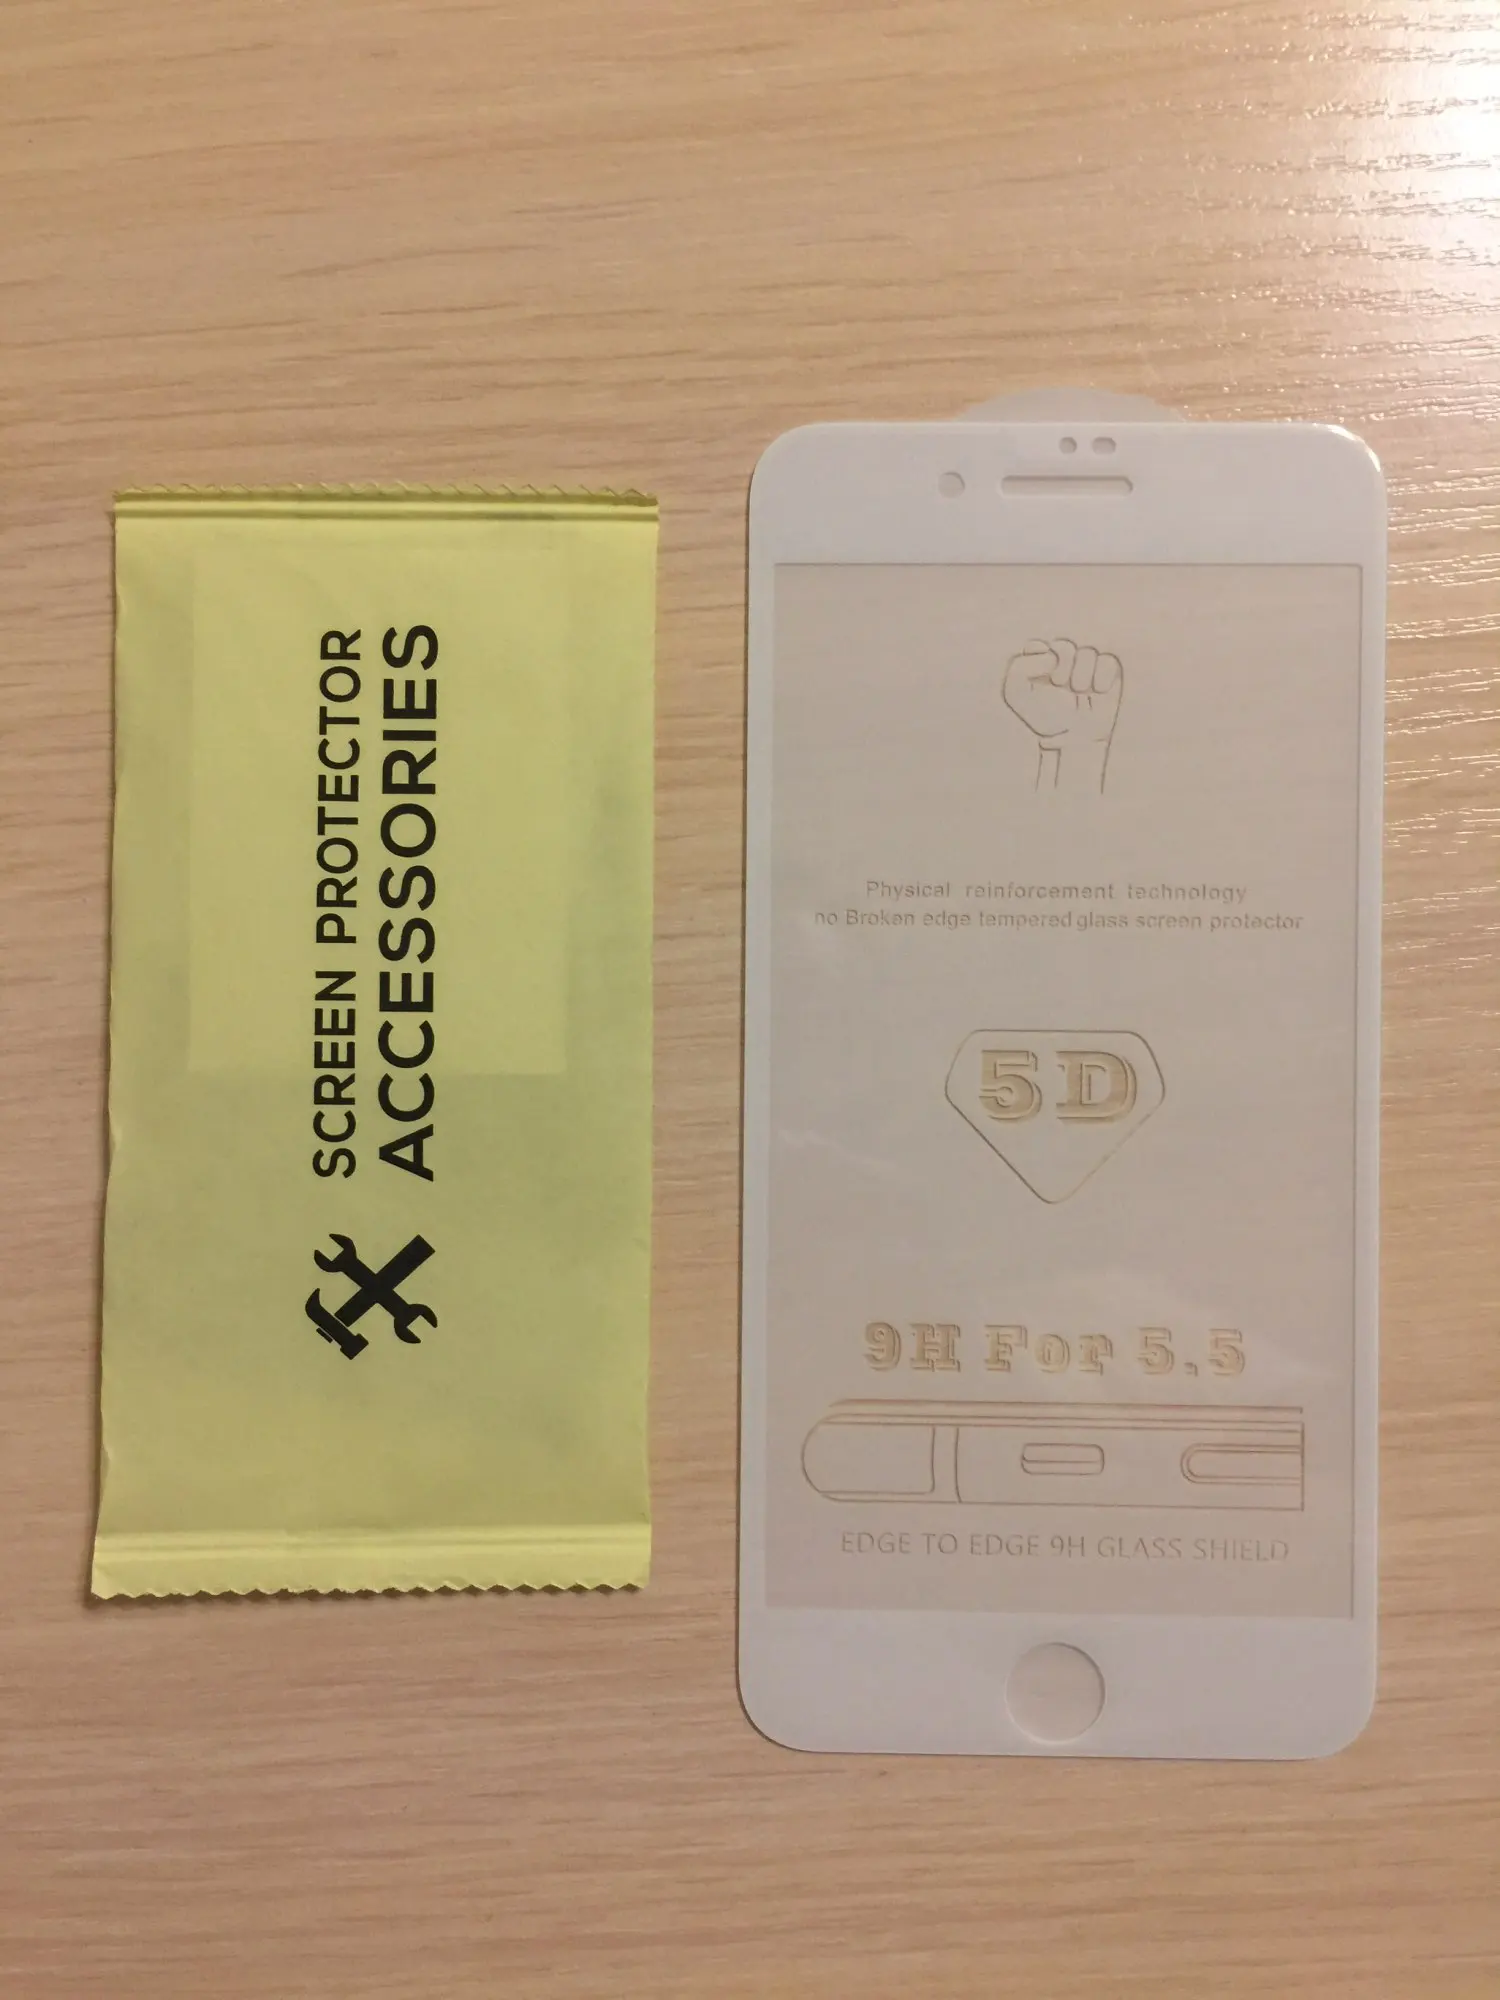 SCREEN PROTECTOR
ACCESSORIES
Physical reinforcement technology
no Broken edge tempered glass screen protector
5D
9H For 5.5
EDGE TO EDGE 9H GLASS SHIELD